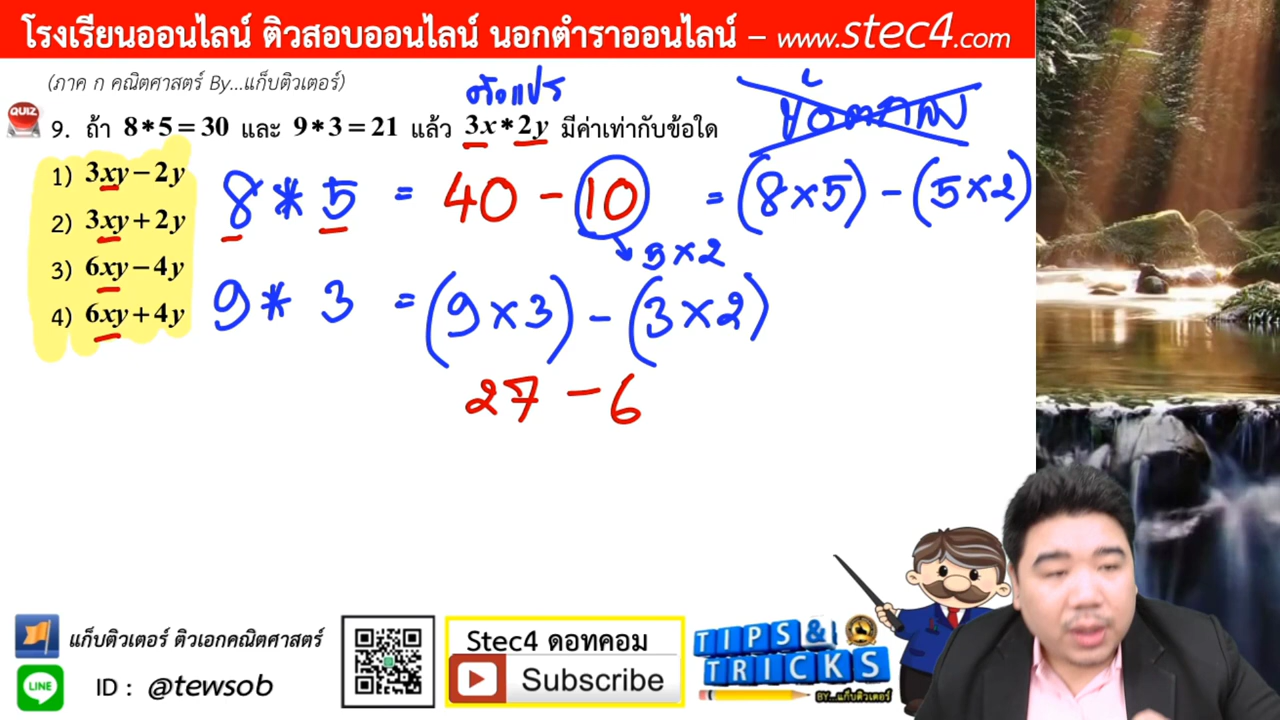 โรงเรียนออนไลน์ ติวสอบออนไลน์ นอกตำราออนไลน์ – www.stec4.com
(ภาค ก คณิตศาสตร์ By...แก็บติวเตอร์)
QUIZ
ตัวแปร
ข้อตกลง
9. ถ้า 8*5=30 และ 9*3=21 แล้ว 3x*2y มีค่าเท่ากับข้อใด
1) 3xy−2y
2) 3xy+2y
3) 6xy−4y
4) 6xy+4y
8 * 5 = 40 − 10 = (8×5) − (5×2)
5×2
9 * 3 = (9×3) − (3×2)
27 − 6
แก็บติวเตอร์ ติวเอกคณิตศาสตร์
LINE
ID : @tewsob
Stec4 ดอทคอม
Subscribe
TIPS &
TRICKS
BY...แก็บติวเตอร์